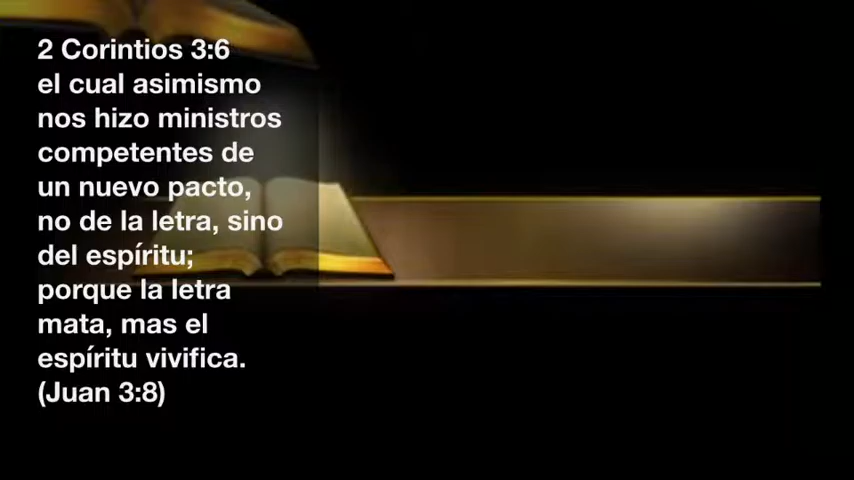 2 Corintios 3:6
el cual asimismo
nos hizo ministros
competentes de
un nuevo pacto,
no de la letra, sino
del espíritu;
porque la letra
mata, mas el
espíritu vivifica.
(Juan 3:8)